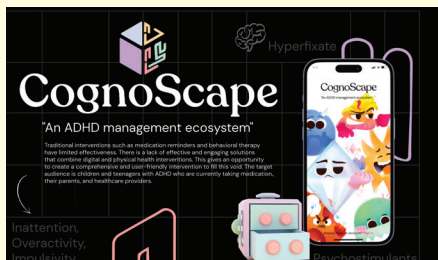 Hyperfixate
CognoScape
"An ADHD management ecosystem"
Traditional interventions such as medication reminders and behavioral therapy
have limited effectiveness. There is a lack of effective and engaging solutions
that combine digital and physical health interventions. This gives an opportunity
to create a comprehensive and user-friendly intervention to fill this void. The target
audience is children and teenagers with ADHD who are currently taking medication,
their parents, and healthcare providers.
CognoScape
An ADHD management ecosystem
Inattention,
Overactivity,
Impulsivity
Psychostimulants